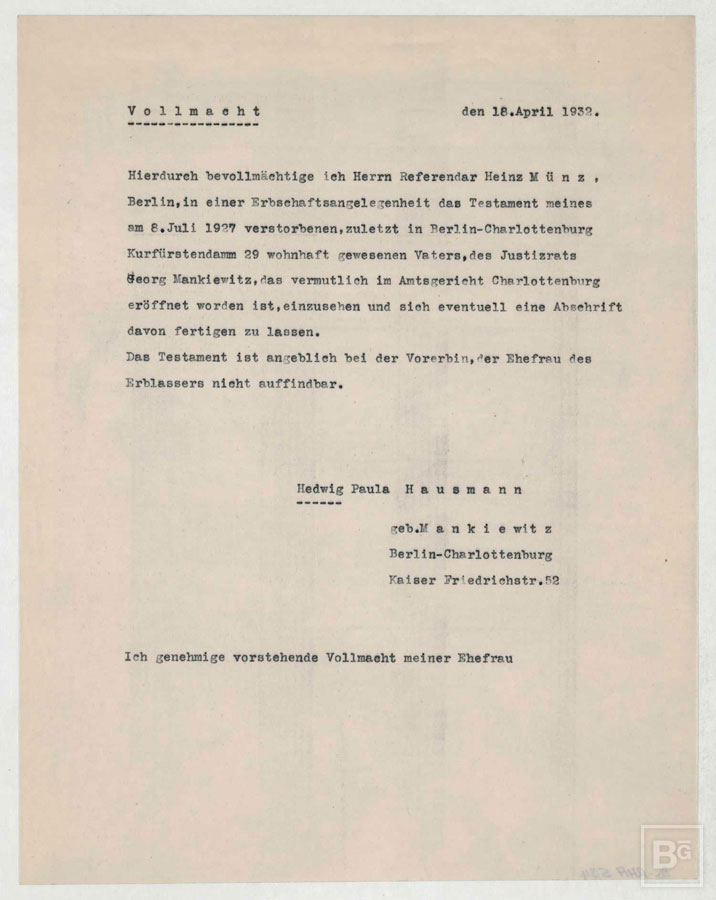 V o l l m a c h t den 18.April 1932.
Hierdurch bevollmächtige ich Herrn Referendar Heinz M ü n z ,
Berlin,in einer Erbschaftsangelegenheit das Testament meines
am 8.Juli 1927 verstorbenen,zuletzt in Berlin-Charlottenburg
Kurfürstendamm 29 wohnhaft gewesenen Vaters,des Justizrats
Georg Mankiewitz,das vermutlich im Amtsgericht Charlottenburg
eröffnet worden ist,einzusehen und sich eventuell eine Abschrift
davon fertigen zu lassen.
Das Testament ist angeblich bei der Vorerbin,der Ehefrau des
Erblassers nicht auffindbar.
Hedwig Paula H a u s m a n n
geb.M a n k i e wit z
Berlin-Charlottenburg
Kaiser Friedrichstr.52
Ich genehmige vorstehende Vollmacht meiner Ehefrau
BG